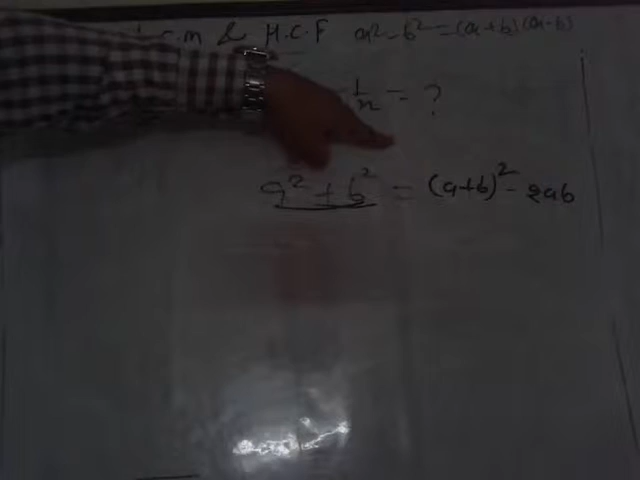 L.C.M & H.C.F a² - b² = (a+b)(a-b)
1/x = ?
a² + b² = (a+b)² - 2ab